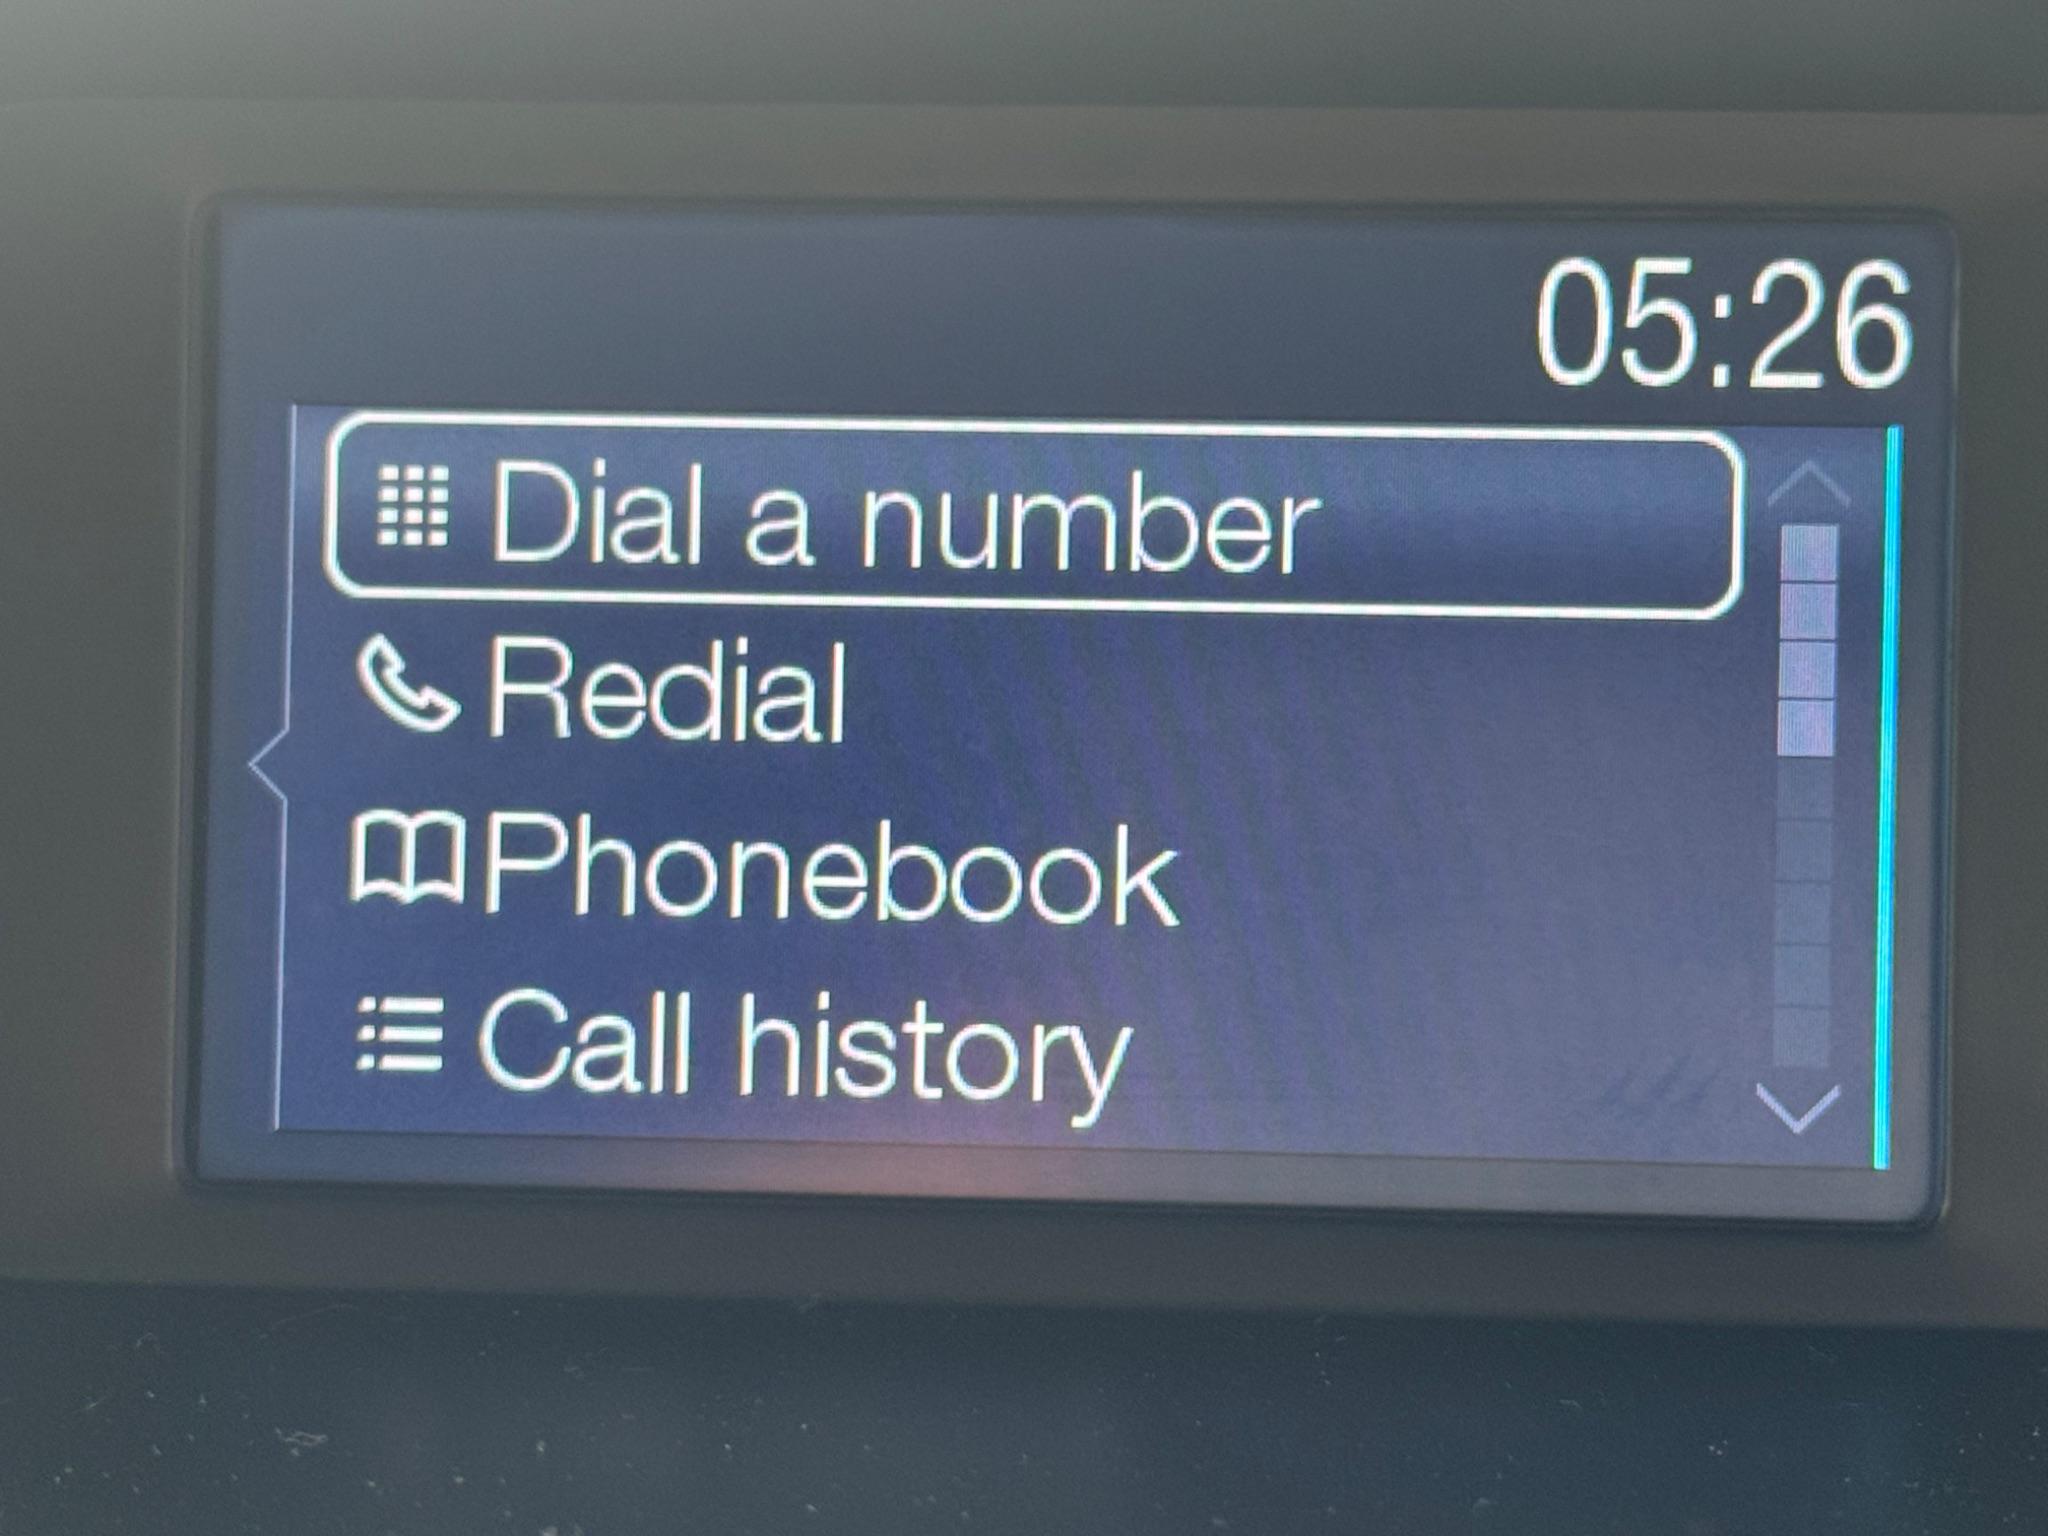 05:26
Dial a number
Redial
Phonebook
Call history